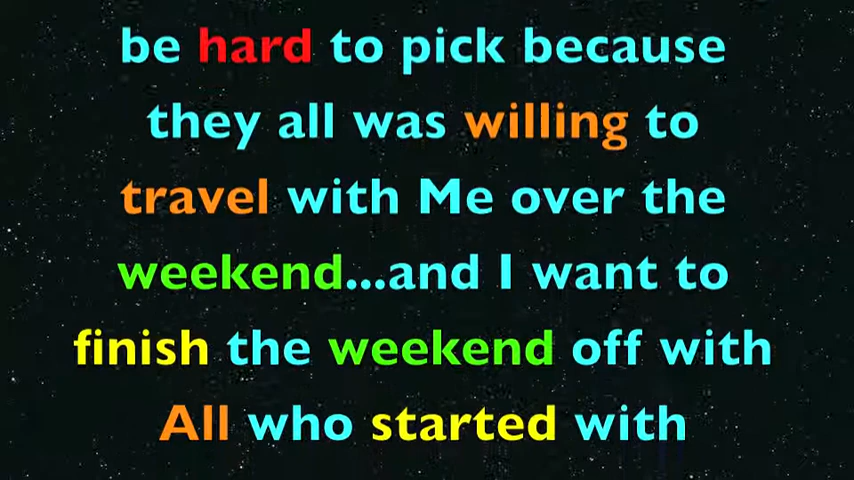 be hard to pick because
they all was willing to
travel with Me over the
weekend...and I want to
finish the weekend off with
All who started with